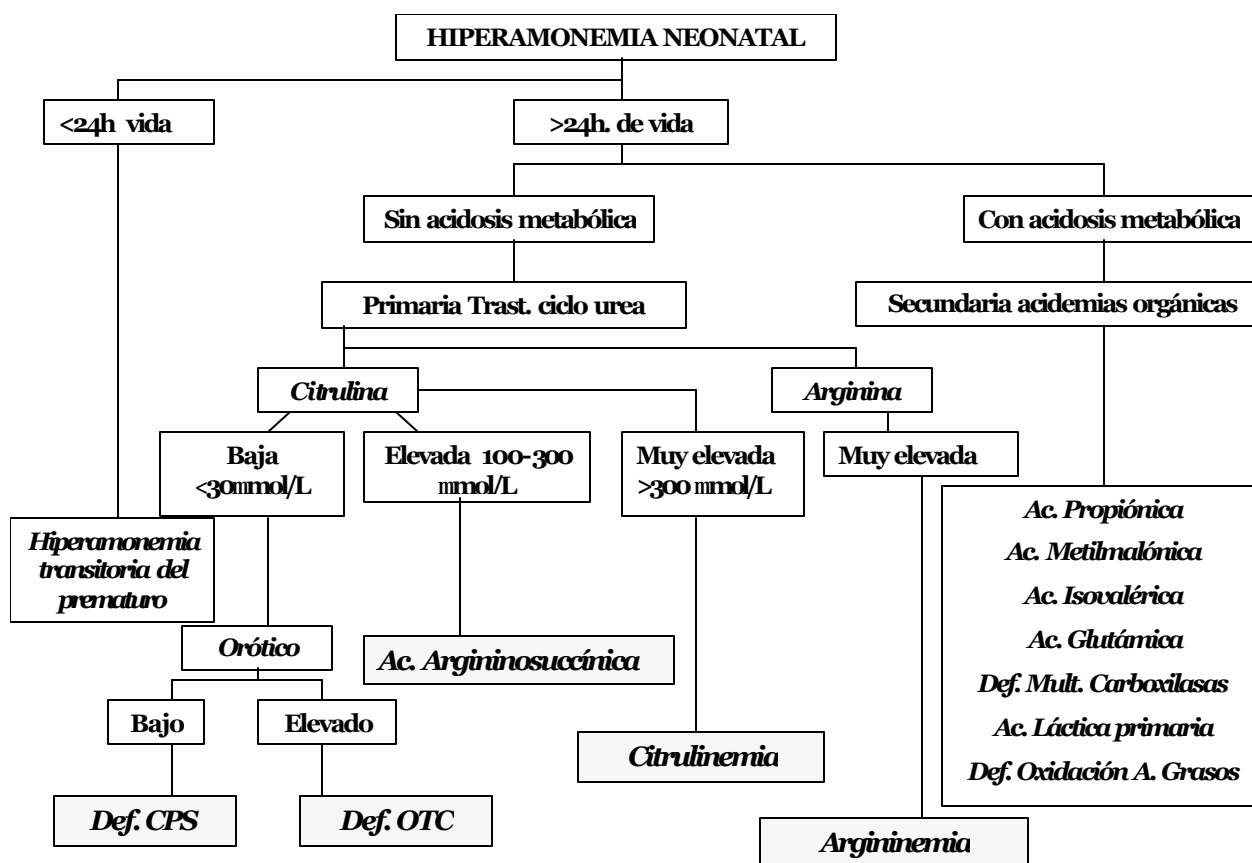 HIPERAMONEMIA NEONATAL
<24h vida
>24h. de vida
Sin acidosis metabólica
Con acidosis metabólica
Primaria Trast. ciclo urea
Secundaria acidemias orgánicas
Citrulina
Arginina
Baja
<30mmol/L
Elevada 100-300
mmol/L
Muy elevada
>300 mmol/L
Muy elevada
Hiperamonemia
transitoria del
prematuro
Ac. Propiónica
Ac. Metilmalónica
Ac. Isovalérica
Ac. Glutámica
Def. Mult. Carboxilasas
Ac. Láctica primaria
Def. Oxidación A. Grasos
Orótico
Ac. Argininosuccínica
Bajo
Elevado
Citrulinemia
Def. CPS
Def. OTC
Argininemia